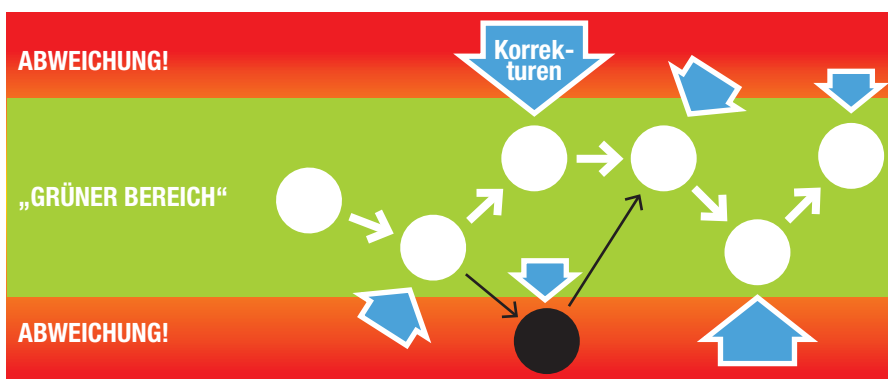 ABWEICHUNG!
Korrek-
turen
„GRÜNER BEREICH“
ABWEICHUNG!